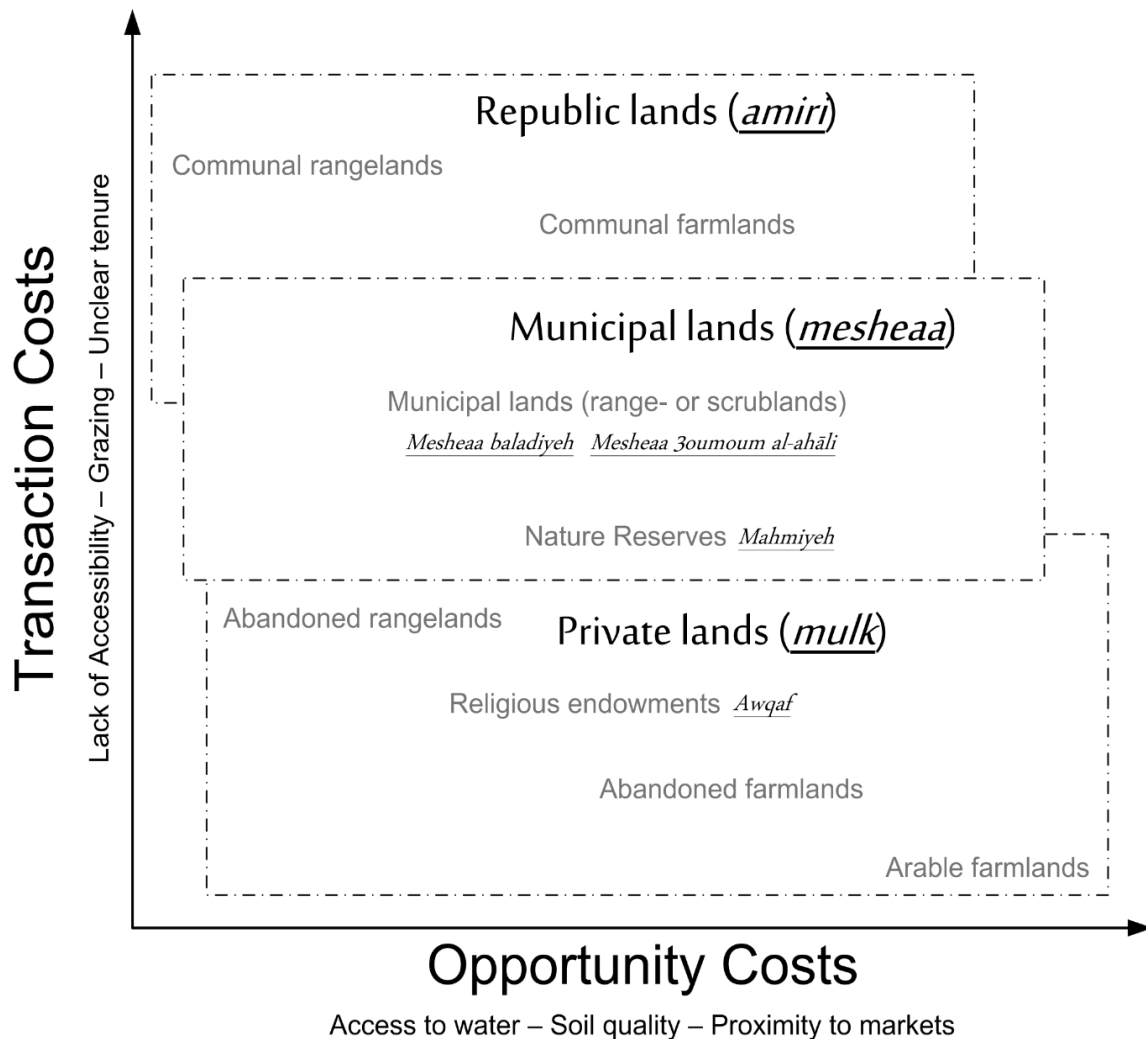 Transaction Costs
Lack of Accessibility – Grazing – Unclear tenure
Republic lands (amiri)
Communal rangelands
Communal farmlands
Municipal lands (mesheaa)
Municipal lands (range- or scrublands)
Mesheaa baladiyeh Mesheaa 3oumoum al-ahāli
Nature Reserves Mahmiyeh
Abandoned rangelands
Private lands (mulk)
Religious endowments Awqaf
Abandoned farmlands
Arable farmlands
Opportunity Costs
Access to water – Soil quality – Proximity to markets